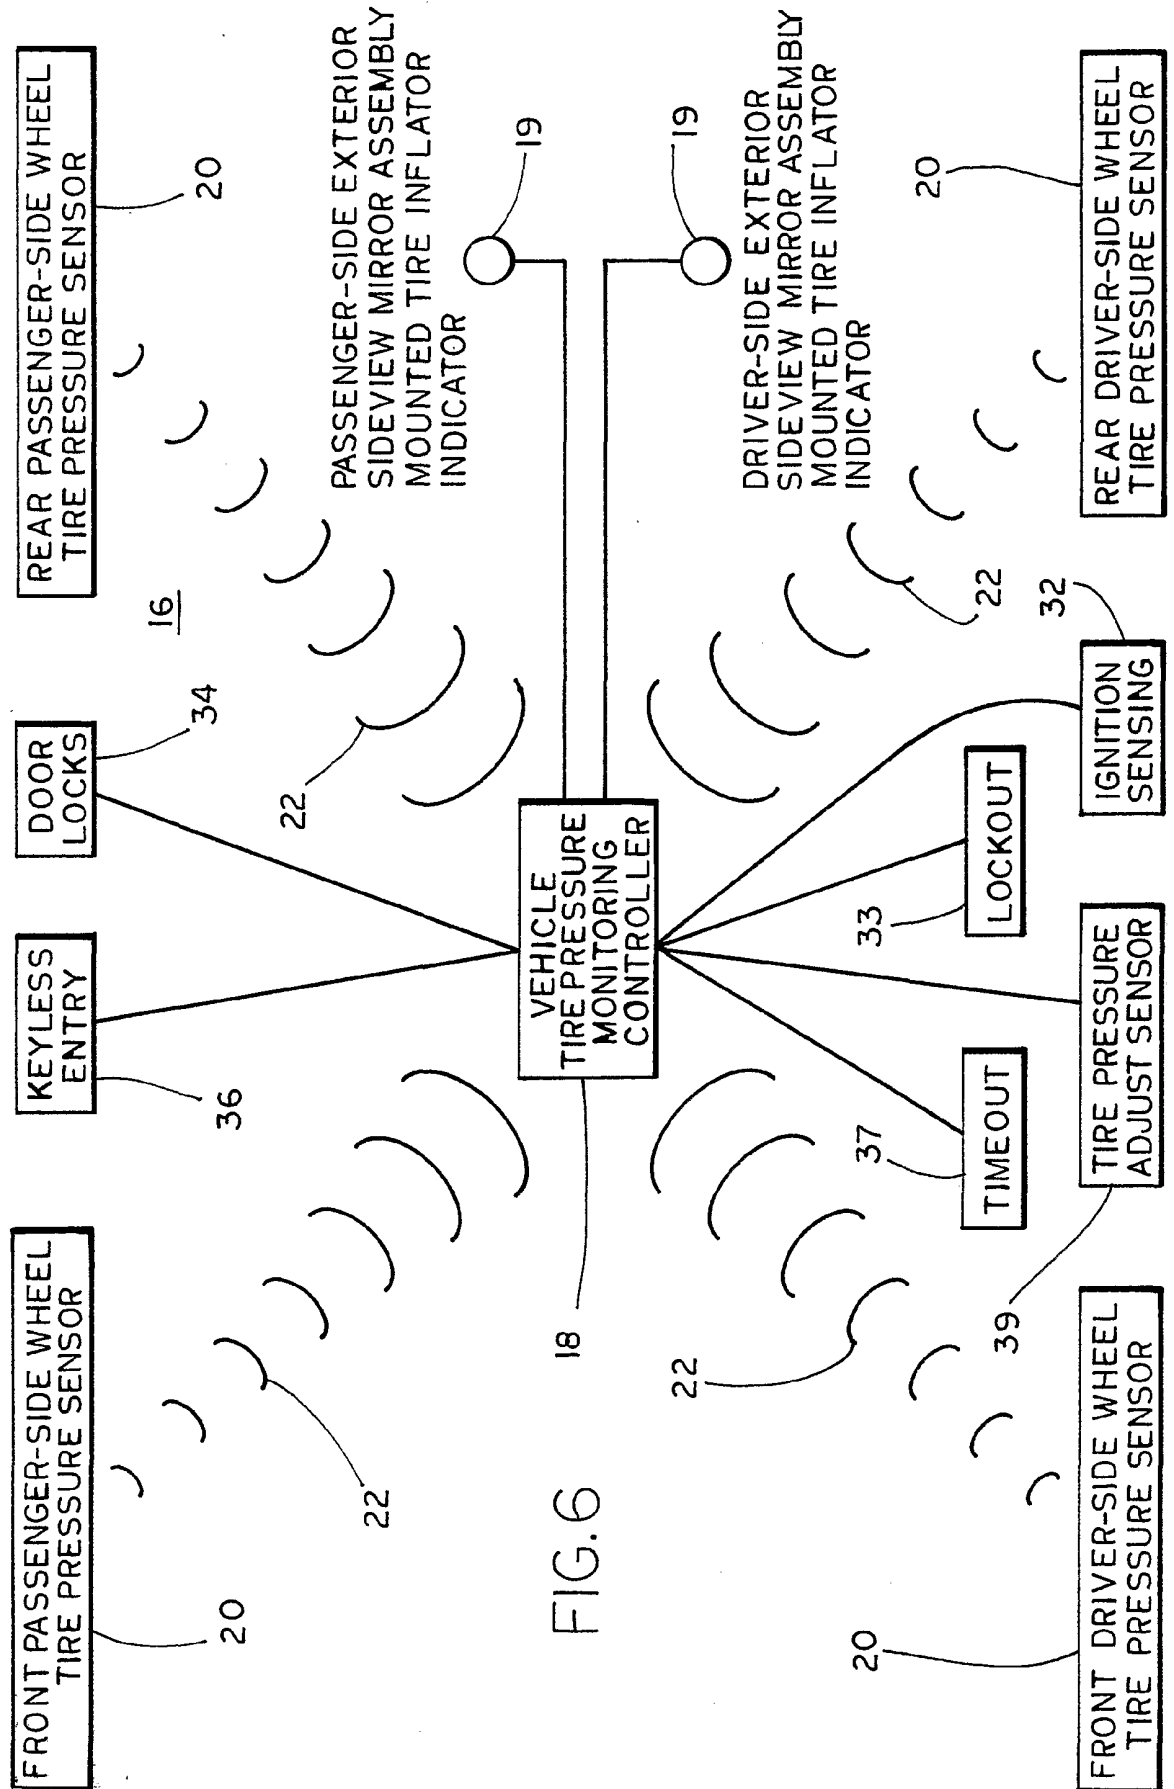 FRONT PASSENGER-SIDE WHEEL
TIRE PRESSURE SENSOR
20
KEYLESS
ENTRY
36
DOOR
LOCKS
34
REAR PASSENGER-SIDE WHEEL
TIRE PRESSURE SENSOR
20
16
22
22
PASSENGER-SIDE EXTERIOR
SIDEVIEW MIRROR ASSEMBLY
MOUNTED TIRE INFLATOR
INDICATOR
19
FIG.6
18
VEHICLE
TIRE PRESSURE
MONITORING
CONTROLLER
19
DRIVER-SIDE EXTERIOR
SIDEVIEW MIRROR ASSEMBLY
MOUNTED TIRE INFLATOR
INDICATOR
22
22
20
37
TIMEOUT
33
LOCKOUT
32
20
39
FRONT DRIVER-SIDE WHEEL
TIRE PRESSURE SENSOR
TIRE PRESSURE
ADJUST SENSOR
IGNITION
SENSING
REAR DRIVER-SIDE WHEEL
TIRE PRESSURE SENSOR